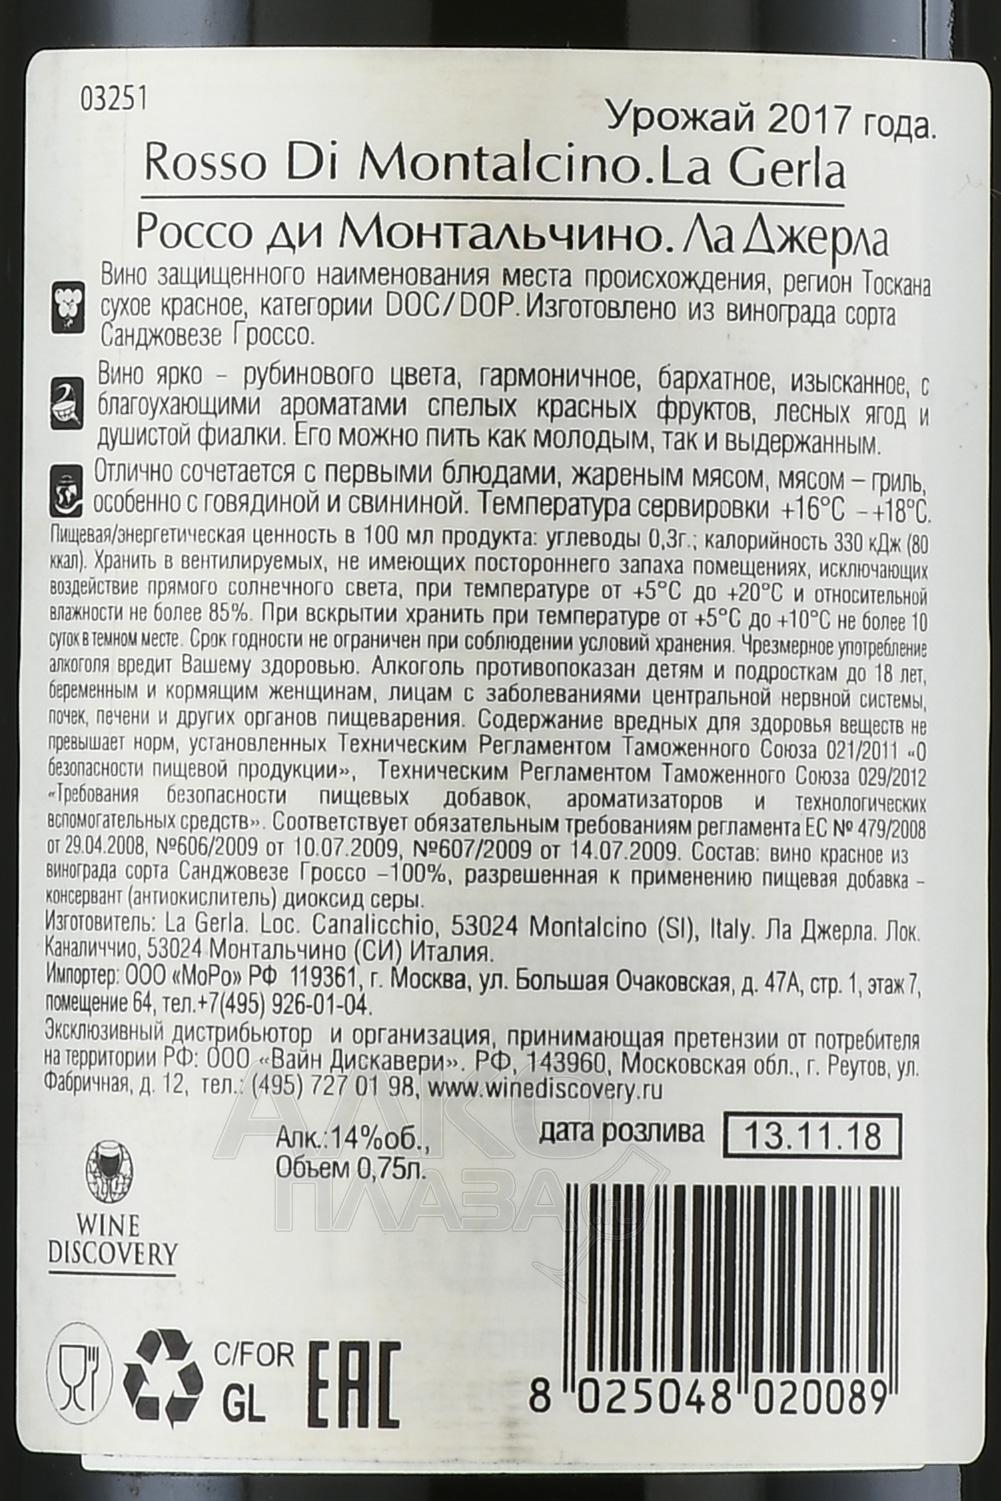 03251
Урожай 2017 года.
Rosso Di Montalcino.La Gerla
Россо ди Монтальчино. Ла Джерла
Вино защищенного наименования места происхождения, регион Тоскана
сухое красное, категории DOC/DOP. Изготовлено из винограда сорта
Санджовезе Гроссо.
Вино ярко – рубинового цвета, гармоничное, бархатное, изысканное, с
благоухающими ароматами спелых красных фруктов, лесных ягод и
душистой фиалки. Его можно пить как молодым, так и выдержанным.
Отлично сочетается с первыми блюдами, жареным мясом, мясом – гриль,
особенно с говядиной и свининой. Температура сервировки +16°C - +18°C.
Пищевая/энергетическая ценность в 100 мл продукта: углеводы 0,3г.; калорийность 330 кДж (80
ккал). Хранить в вентилируемых, не имеющих постороннего запаха помещениях, исключающих
воздействие прямого солнечного света, при температуре от +5°C до +20°C и относительной
влажности не более 85%. При вскрытии хранить при температуре от +5°C до +10°C не более 10
суток в темном месте. Срок годности не ограничен при соблюдении условий хранения. Чрезмерное употребление
алкоголя вредит Вашему здоровью. Алкоголь противопоказан детям и подросткам до 18 лет,
беременным и кормящим женщинам, лицам с заболеваниями центральной нервной системы,
почек, печени и других органов пищеварения. Содержание вредных для здоровья веществ не
превышает норм, установленных Техническим Регламентом Таможенного Союза 021/2011 «О
безопасности пищевой продукции», Техническим Регламентом Таможенного Союза 029/2012
«Требования безопасности пищевых добавок, ароматизаторов и технологических
вспомогательных средств». Соответствует обязательным требованиям регламента ЕС № 479/2008
от 29.04.2008, №606/2009 от 10.07.2009, №607/2009 от 14.07.2009. Состав: вино красное из
винограда сорта Санджовезе Гроссо –100%, разрешенная к применению пищевая добавка -
консервант (антиокислитель) диоксид серы.
Изготовитель: La Gerla. Loc. Canalicchio, 53024 Montalcino (SI), Italy. Ла Джерла. Лок.
Каналиччио, 53024 Монтальчино (СИ) Италия.
Импортер: ООО «МоРо» РФ 119361, г. Москва, ул. Большая Очаковская, д. 47А, стр. 1, этаж 7,
помещение 64, тел.+7(495) 926-01-04.
Эксклюзивный дистрибьютор и организация, принимающая претензии от потребителя
на территории РФ: ООО «Вайн Дискавери». РФ, 143960, Московская обл., г. Реутов, ул.
Фабричная, д. 12, тел.: (495) 727 01 98, www.winediscovery.ru
АЛКО
ПЛАЗА
Алк.:14%об.,
Объем 0,75л.
дата розлива 13.11.18
WINE
DISCOVERY
C/FOR
GL
EAC
8 025048 020089